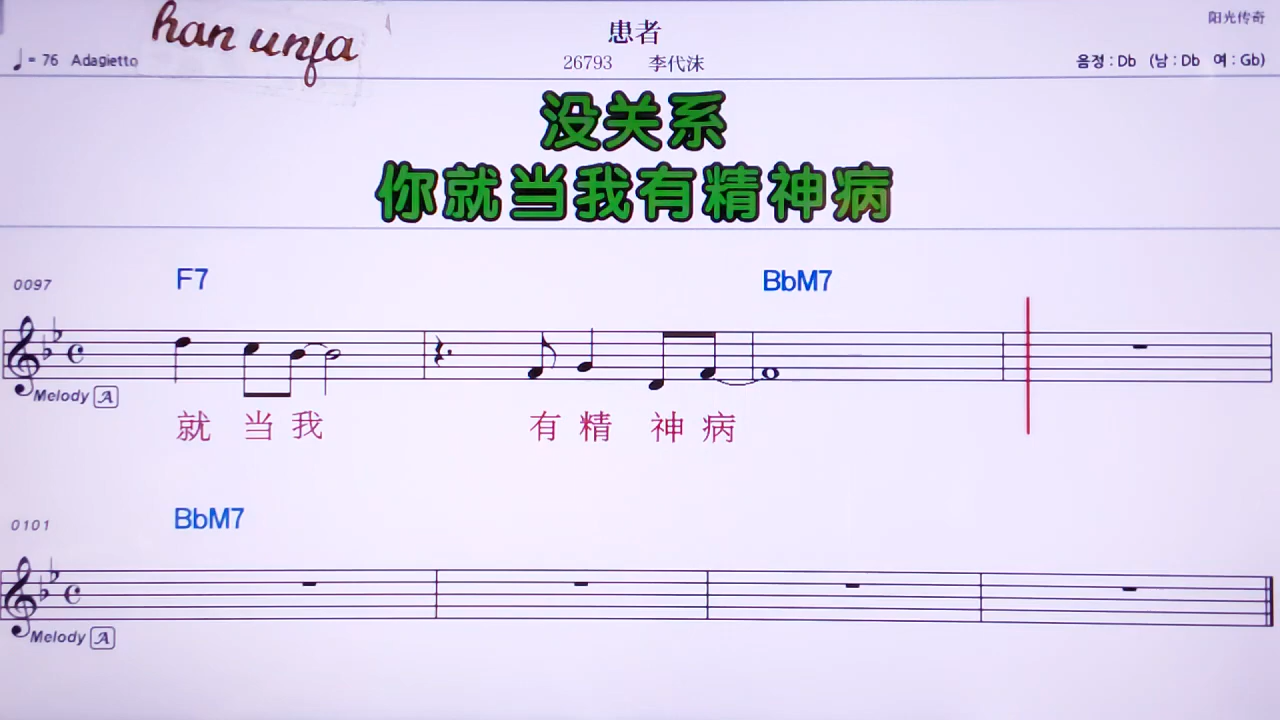 han unfa
患者
阳光传奇
♩= 76 Adagietto
26793 李代沫
음정 : Db (남 : Db 여 : Gb)
没关系
你就当我有精神病
0097 F7 BbM7
Melody A
就 当 我 有 精 神 病
0101 BbM7
Melody A